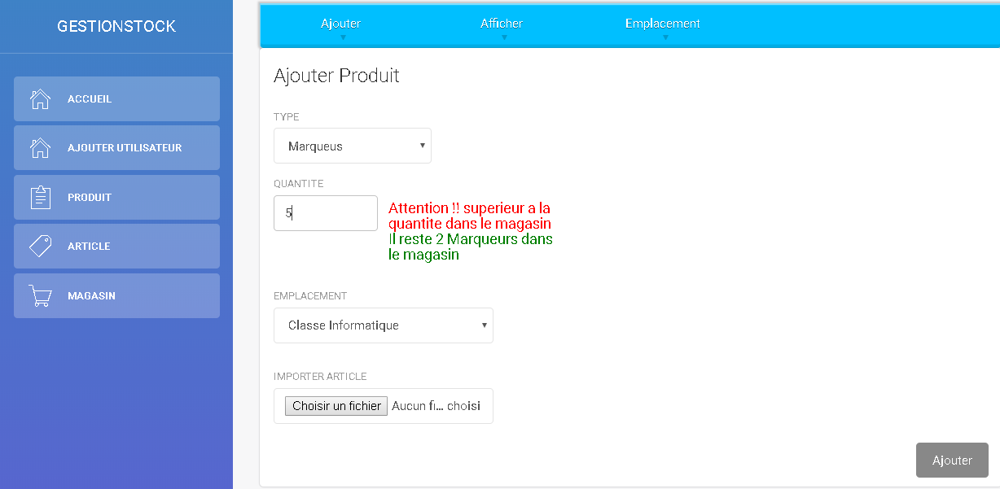 GESTIONSTOCK
ACCUEIL
AJOUTER UTILISATEUR
PRODUIT
ARTICLE
MAGASIN
Ajouter
Afficher
Emplacement
Ajouter Produit
TYPE
Marqueus
QUANTITE
5
Attention !! superieur a la
quantite dans le magasin
Il reste 2 Marqueurs dans
le magasin
EMPLACEMENT
Classe Informatique
IMPORTER ARTICLE
Choisir un fichier Aucun fi... choisi
Ajouter